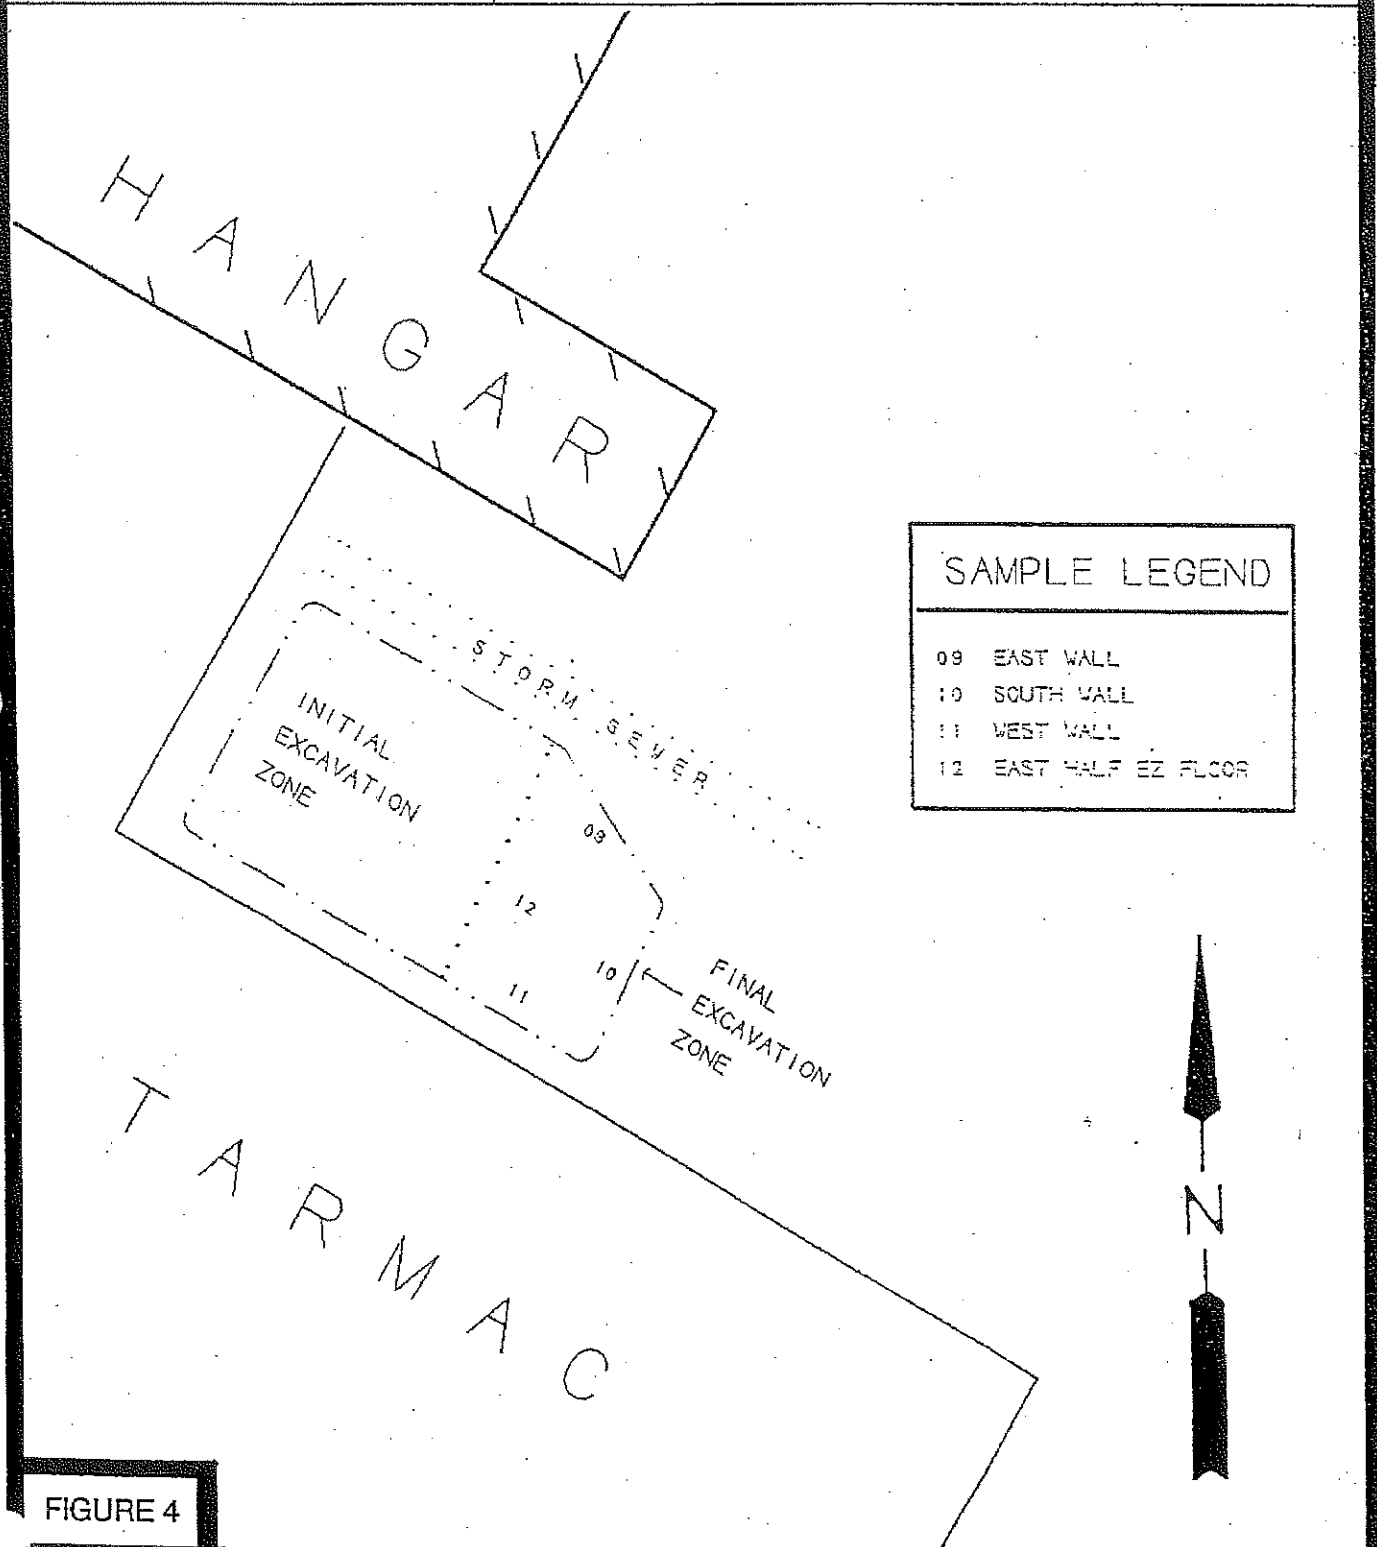 HANGAR
STORM SEWER
INITIAL
EXCAVATION
ZONE
09
12
10
11
FINAL
EXCAVATION
ZONE
SAMPLE LEGEND
09 EAST WALL
10 SOUTH WALL
11 WEST WALL
12 EAST HALF EZ FLOOR
TARMAC
N
FIGURE 4